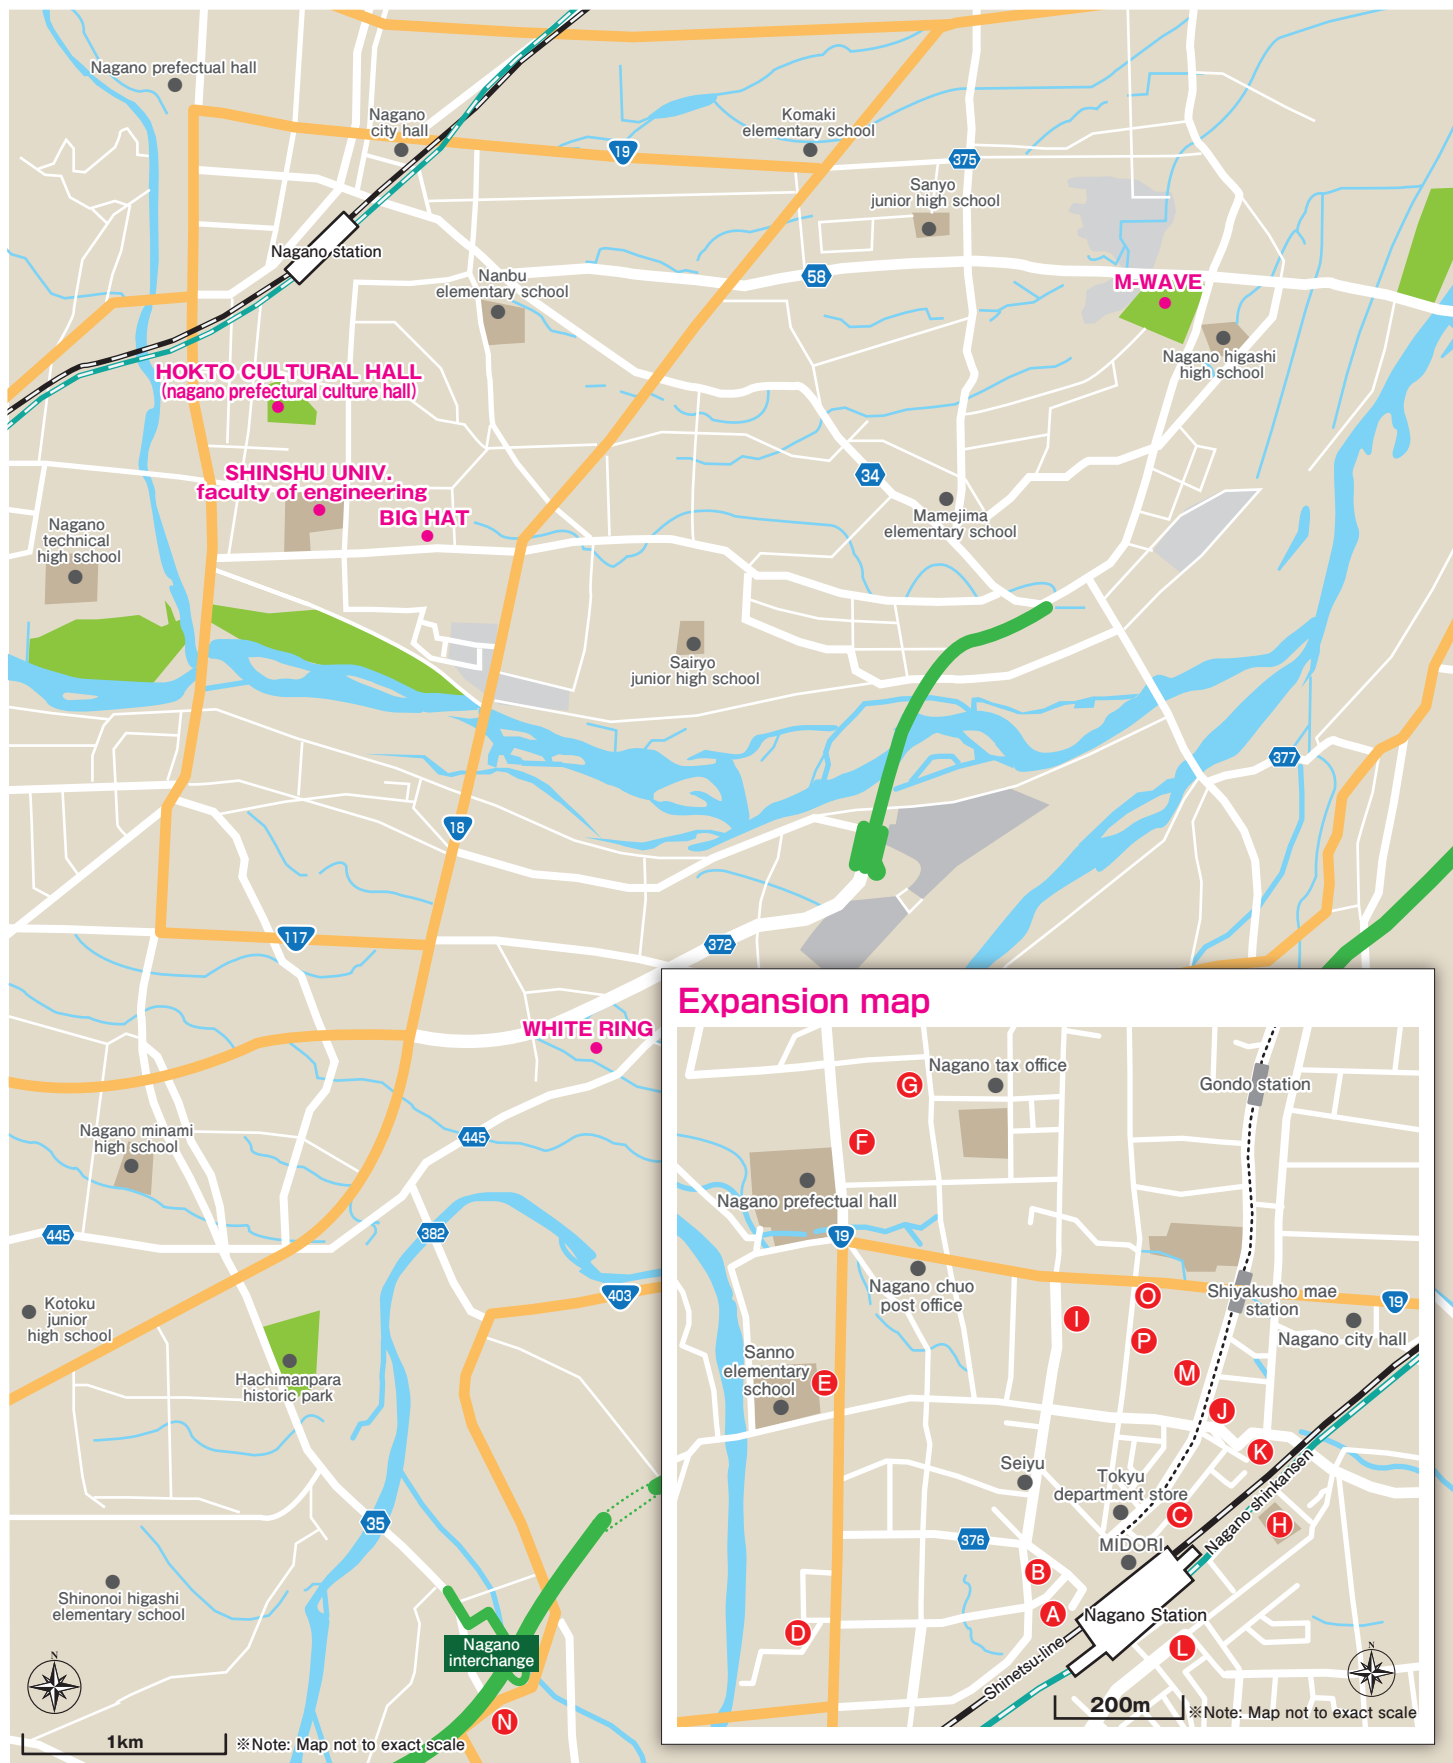 Nagano prefectual hall
Nagano
city hall
19
Komaki
elementary school
375
Sanyo
junior high school
Nagano station
Nanbu
elementary school
58
M-WAVE
Nagano higashi
high school
HOKTO CULTURAL HALL
(nagano prefectural culture hall)
SHINSHU UNIV.
faculty of engineering
BIG HAT
34
Mamejima
elementary school
Nagano
technical
high school
Sairyo
junior high school
377
18
117
372
WHITE RING
Nagano minami
high school
445
445
382
403
Kotoku
junior
high school
Hachimanpara
historic park
35
Shinonoi higashi
elementary school
Nagano
interchange
N
N
1km
※Note: Map not to exact scale
Expansion map
G
Nagano tax office
Gondo station
F
Nagano prefectual hall
19
Nagano chuo
post office
I
O
P
Shiyakusho mae
station
19
Nagano city hall
Sanno
elementary
school
E
M
J
K
Seiyu
Tokyu
department store
C
Nagano shinkansen
H
376
MIDORI
B
A
Nagano Station
D
L
Shinetsu-line
N
200m
※Note: Map not to exact scale